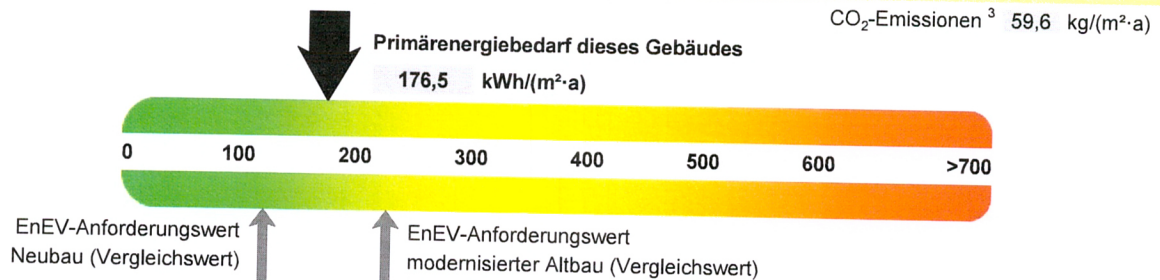 CO₂-Emissionen ³ 59,6 kg/(m²·a)
Primärenergiebedarf dieses Gebäudes
176,5 kWh/(m²·a)
0 100 200 300 400 500 600 >700
EnEV-Anforderungswert
Neubau (Vergleichswert)
EnEV-Anforderungswert
modernisierter Altbau (Vergleichswert)